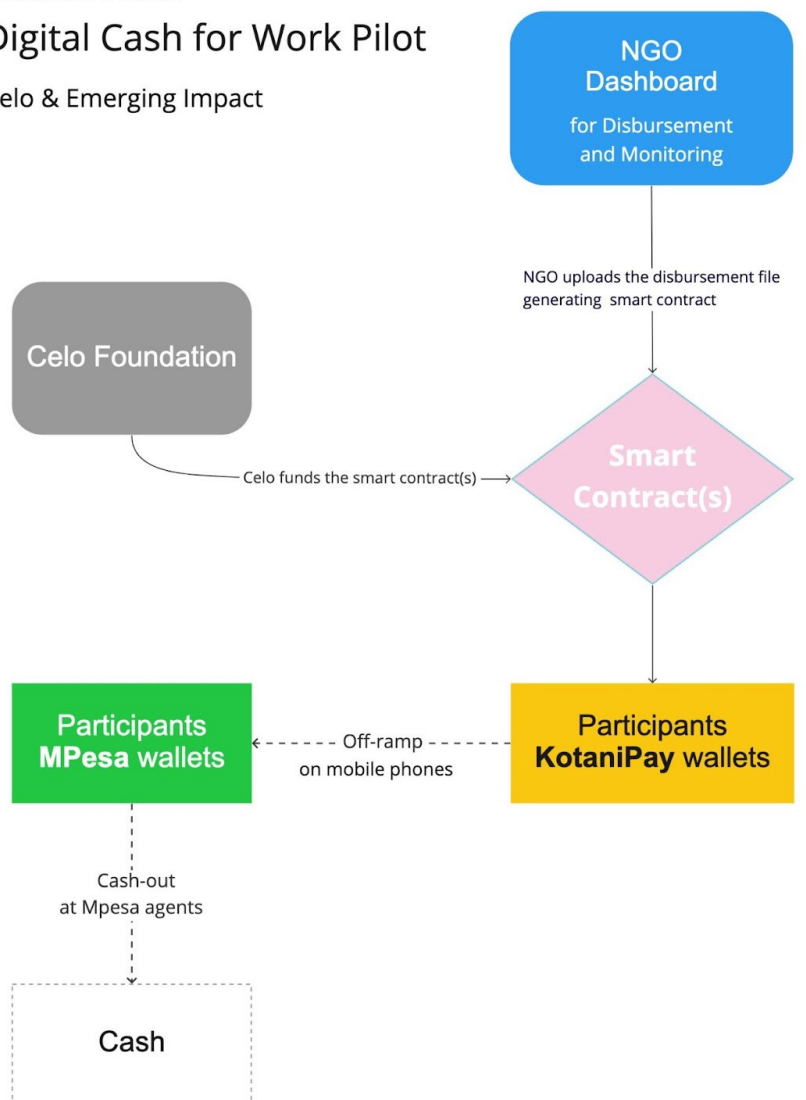 Digital Cash for Work Pilot
elo & Emerging Impact
NGO
Dashboard
for Disbursement
and Monitoring
NGO uploads the disbursement file
generating smart contract
Celo Foundation
Celo funds the smart contract(s)
Smart
Contract(s)
Participants
MPesa wallets
Off-ramp
on mobile phones
Participants
KotaniPay wallets
Cash-out
at Mpesa agents
Cash